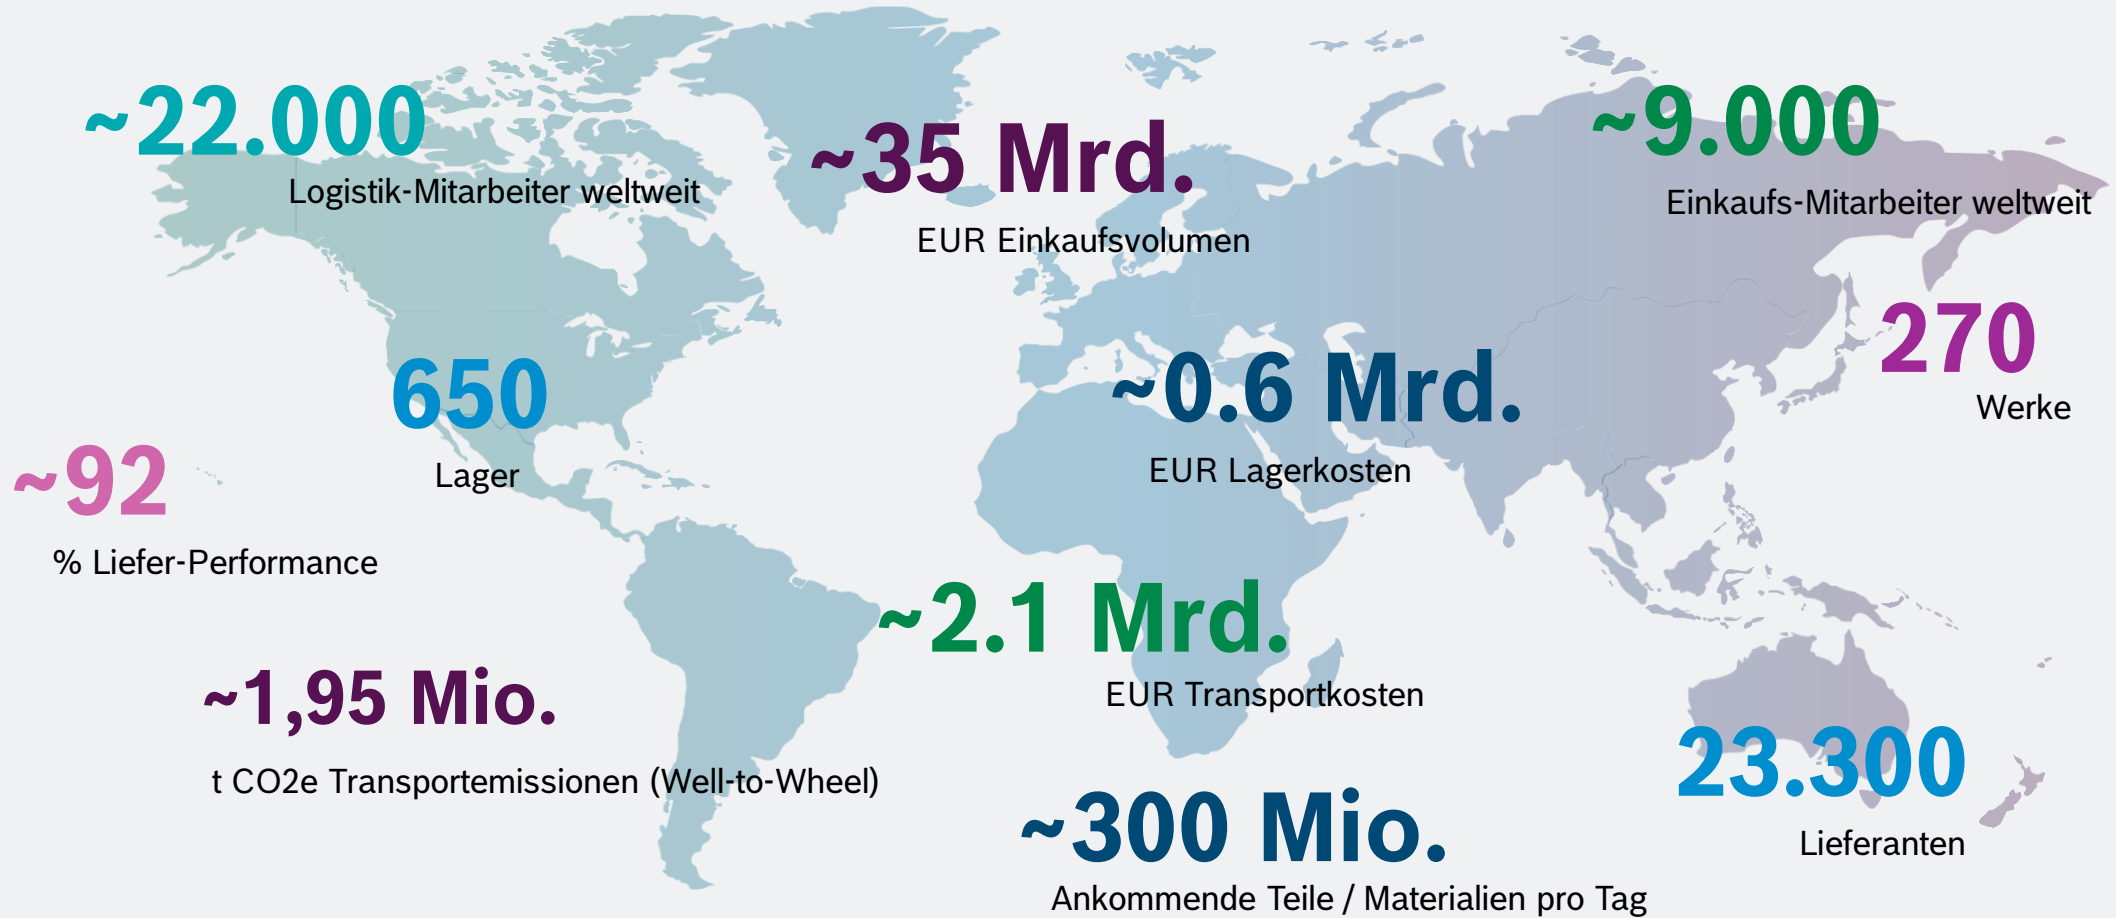 ~22.000
Logistik-Mitarbeiter weltweit
~35 Mrd.
EUR Einkaufsvolumen
~9.000
Einkaufs-Mitarbeiter weltweit
270
Werke
650
Lager
~0.6 Mrd.
EUR Lagerkosten
~92
% Liefer-Performance
~2.1 Mrd.
EUR Transportkosten
~1,95 Mio.
t CO2e Transportemissionen (Well-to-Wheel)
23.300
Lieferanten
~300 Mio.
Ankommende Teile / Materialien pro Tag